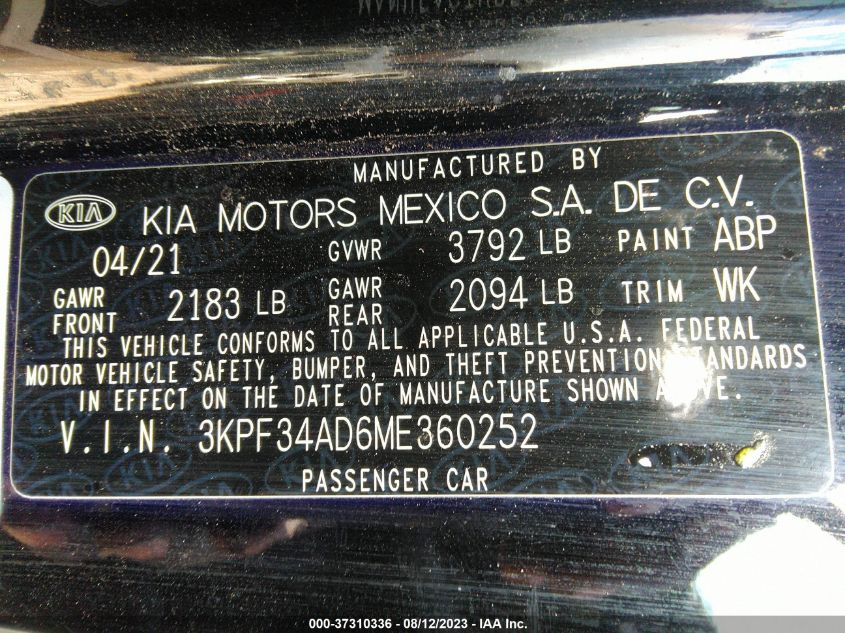 MANUFACTURED BY
KIA KIA MOTORS MEXICO S.A. DE C.V.
04/21 GVWR 3792 LB PAINT ABP
GAWR FRONT 2183 LB GAWR REAR 2094 LB TRIM WK
THIS VEHICLE CONFORMS TO ALL APPLICABLE U.S.A. FEDERAL
MOTOR VEHICLE SAFETY, BUMPER, AND THEFT PREVENTION STANDARDS
IN EFFECT ON THE DATE OF MANUFACTURE SHOWN ABOVE.
V.I.N. 3KPF34AD6ME360252
PASSENGER CAR
000-37310336 - 08/12/2023 - IAA Inc.